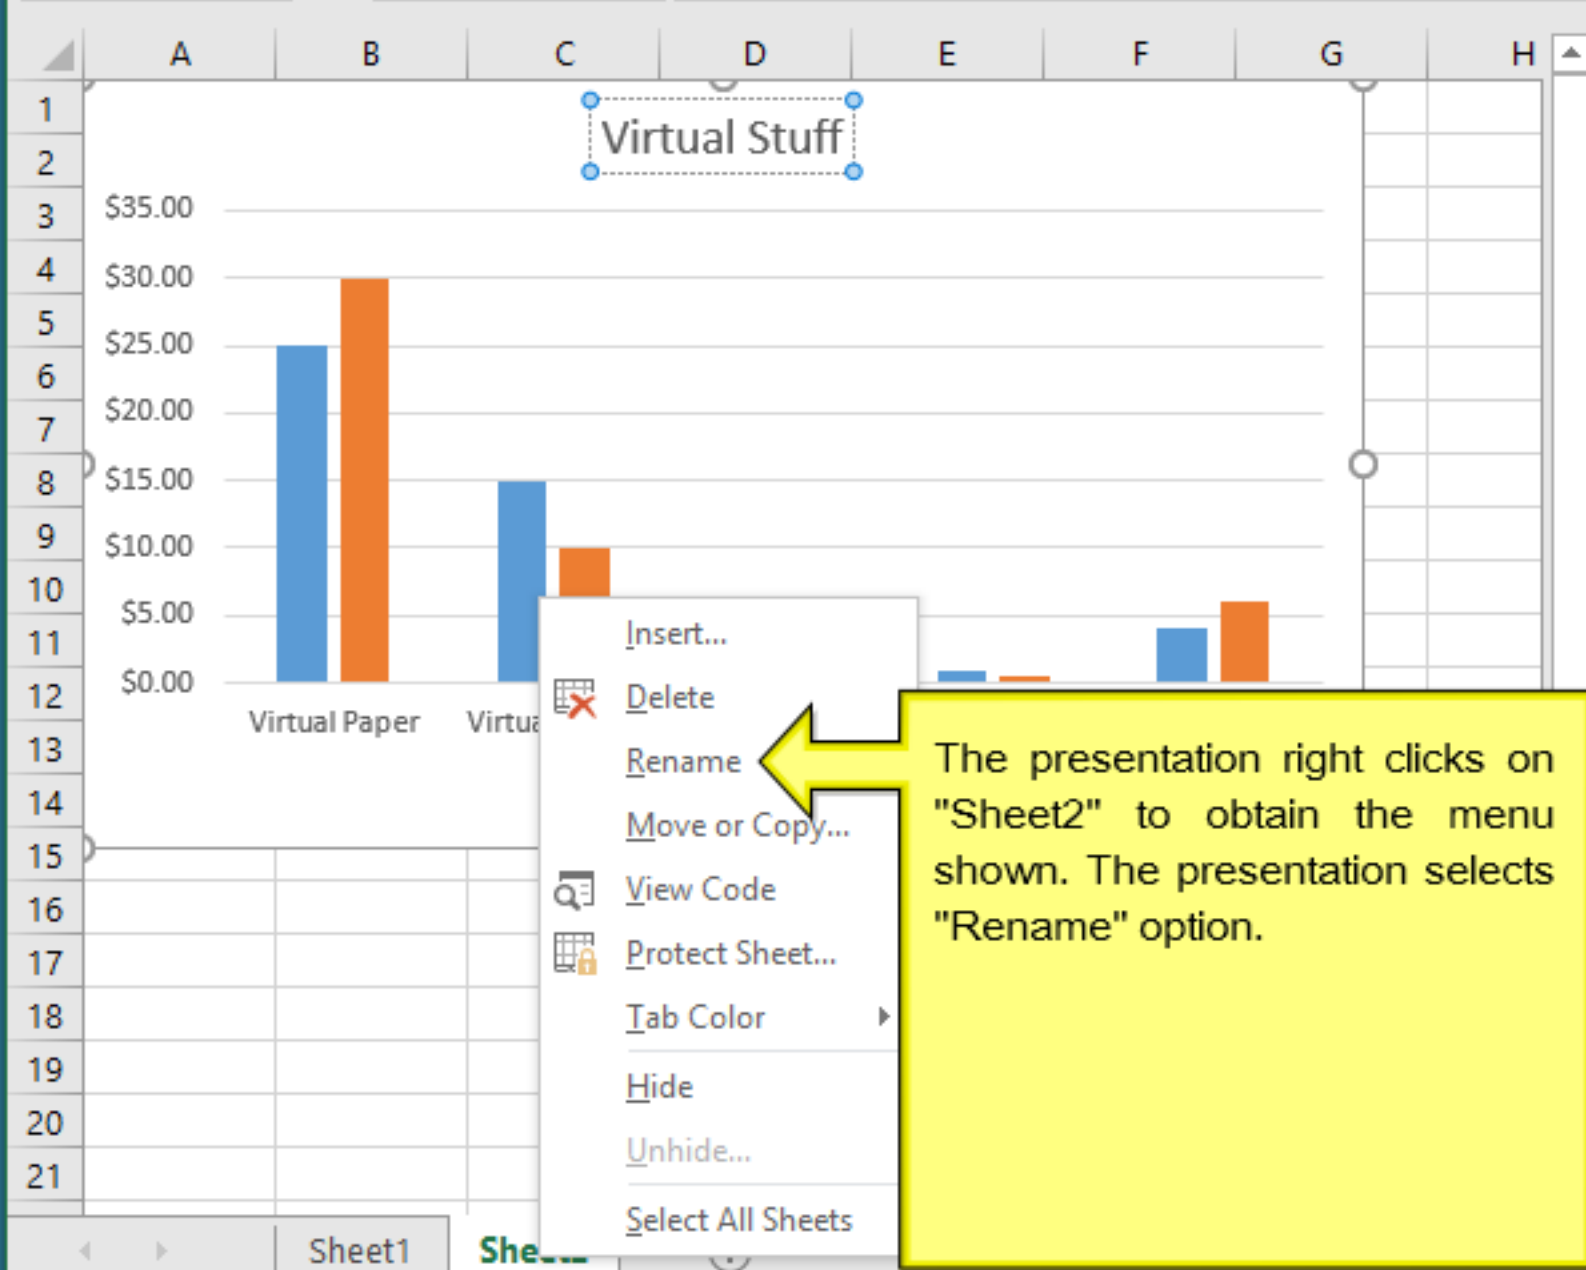 A B C D E F G H
Virtual Stuff
1
2
3
4
5
6
7
8
9
10
11
12
13
14
15
16
17
18
19
20
21
$35.00
$30.00
$25.00
$20.00
$15.00
$10.00
$5.00
$0.00
Virtual Paper
Insert...
Delete
Rename
Move or Copy...
View Code
Protect Sheet...
Tab Color
Hide
Unhide...
Select All Sheets
The presentation right clicks on
"Sheet2" to obtain the menu
shown. The presentation selects
"Rename" option.
Sheet1